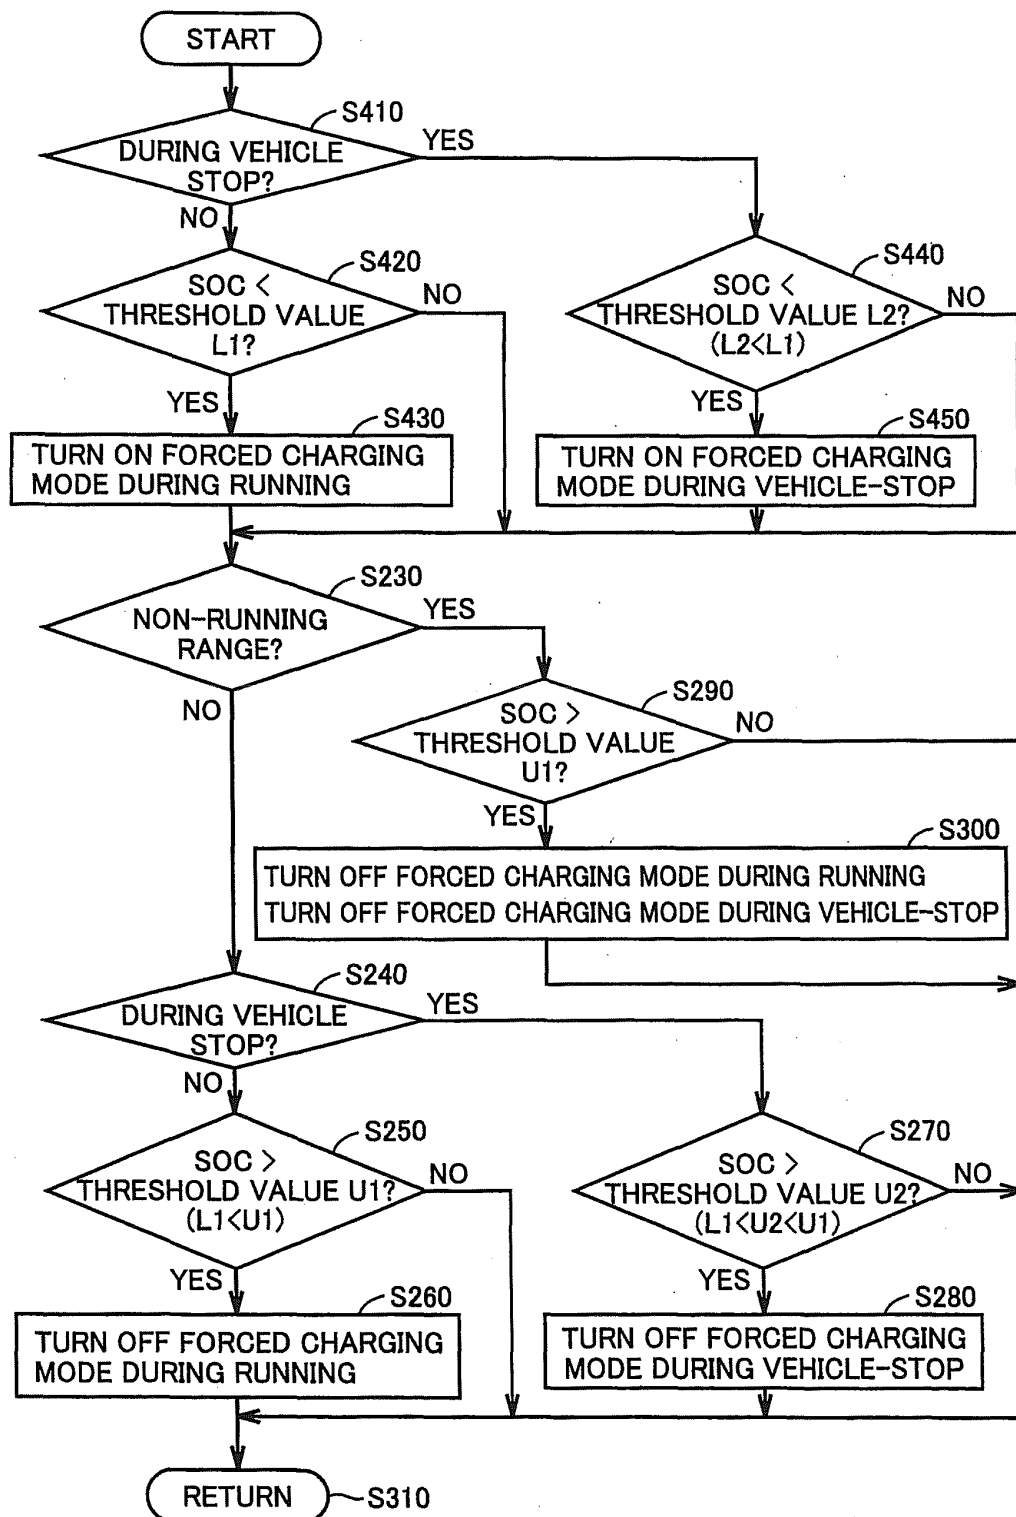 START
S410
DURING VEHICLE
STOP?
YES
NO
S420
SOC <
THRESHOLD VALUE
L1?
NO
YES
S440
SOC <
THRESHOLD VALUE L2?
(L2<L1)
NO
YES
S430
TURN ON FORCED CHARGING
MODE DURING RUNNING
S450
TURN ON FORCED CHARGING
MODE DURING VEHICLE-STOP
S230
NON-RUNNING
RANGE?
YES
NO
S290
SOC >
THRESHOLD VALUE
U1?
NO
YES
S300
TURN OFF FORCED CHARGING MODE DURING RUNNING
TURN OFF FORCED CHARGING MODE DURING VEHICLE-STOP
S240
DURING VEHICLE
STOP?
YES
NO
S250
SOC >
THRESHOLD VALUE U1?
(L1<U1)
NO
YES
S270
SOC >
THRESHOLD VALUE U2?
(L1<U2<U1)
NO
YES
S260
TURN OFF FORCED CHARGING
MODE DURING RUNNING
S280
TURN OFF FORCED CHARGING
MODE DURING VEHICLE-STOP
RETURN
S310